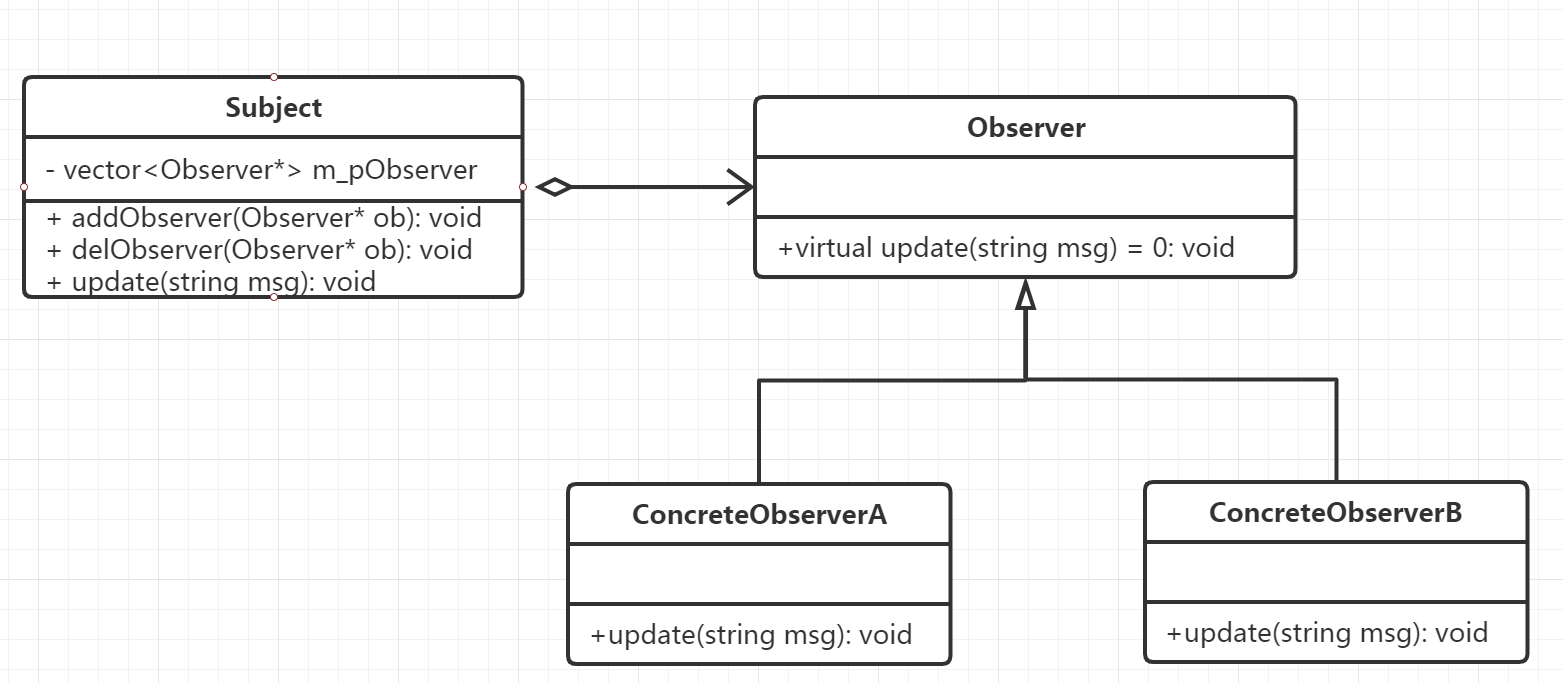 Subject
- vector<Observer*> m_pObserver
+ addObserver(Observer* ob): void
+ delObserver(Observer* ob): void
+ update(string msg): void
Observer
+virtual update(string msg) = 0: void
ConcreteObserverA
+update(string msg): void
ConcreteObserverB
+update(string msg): void